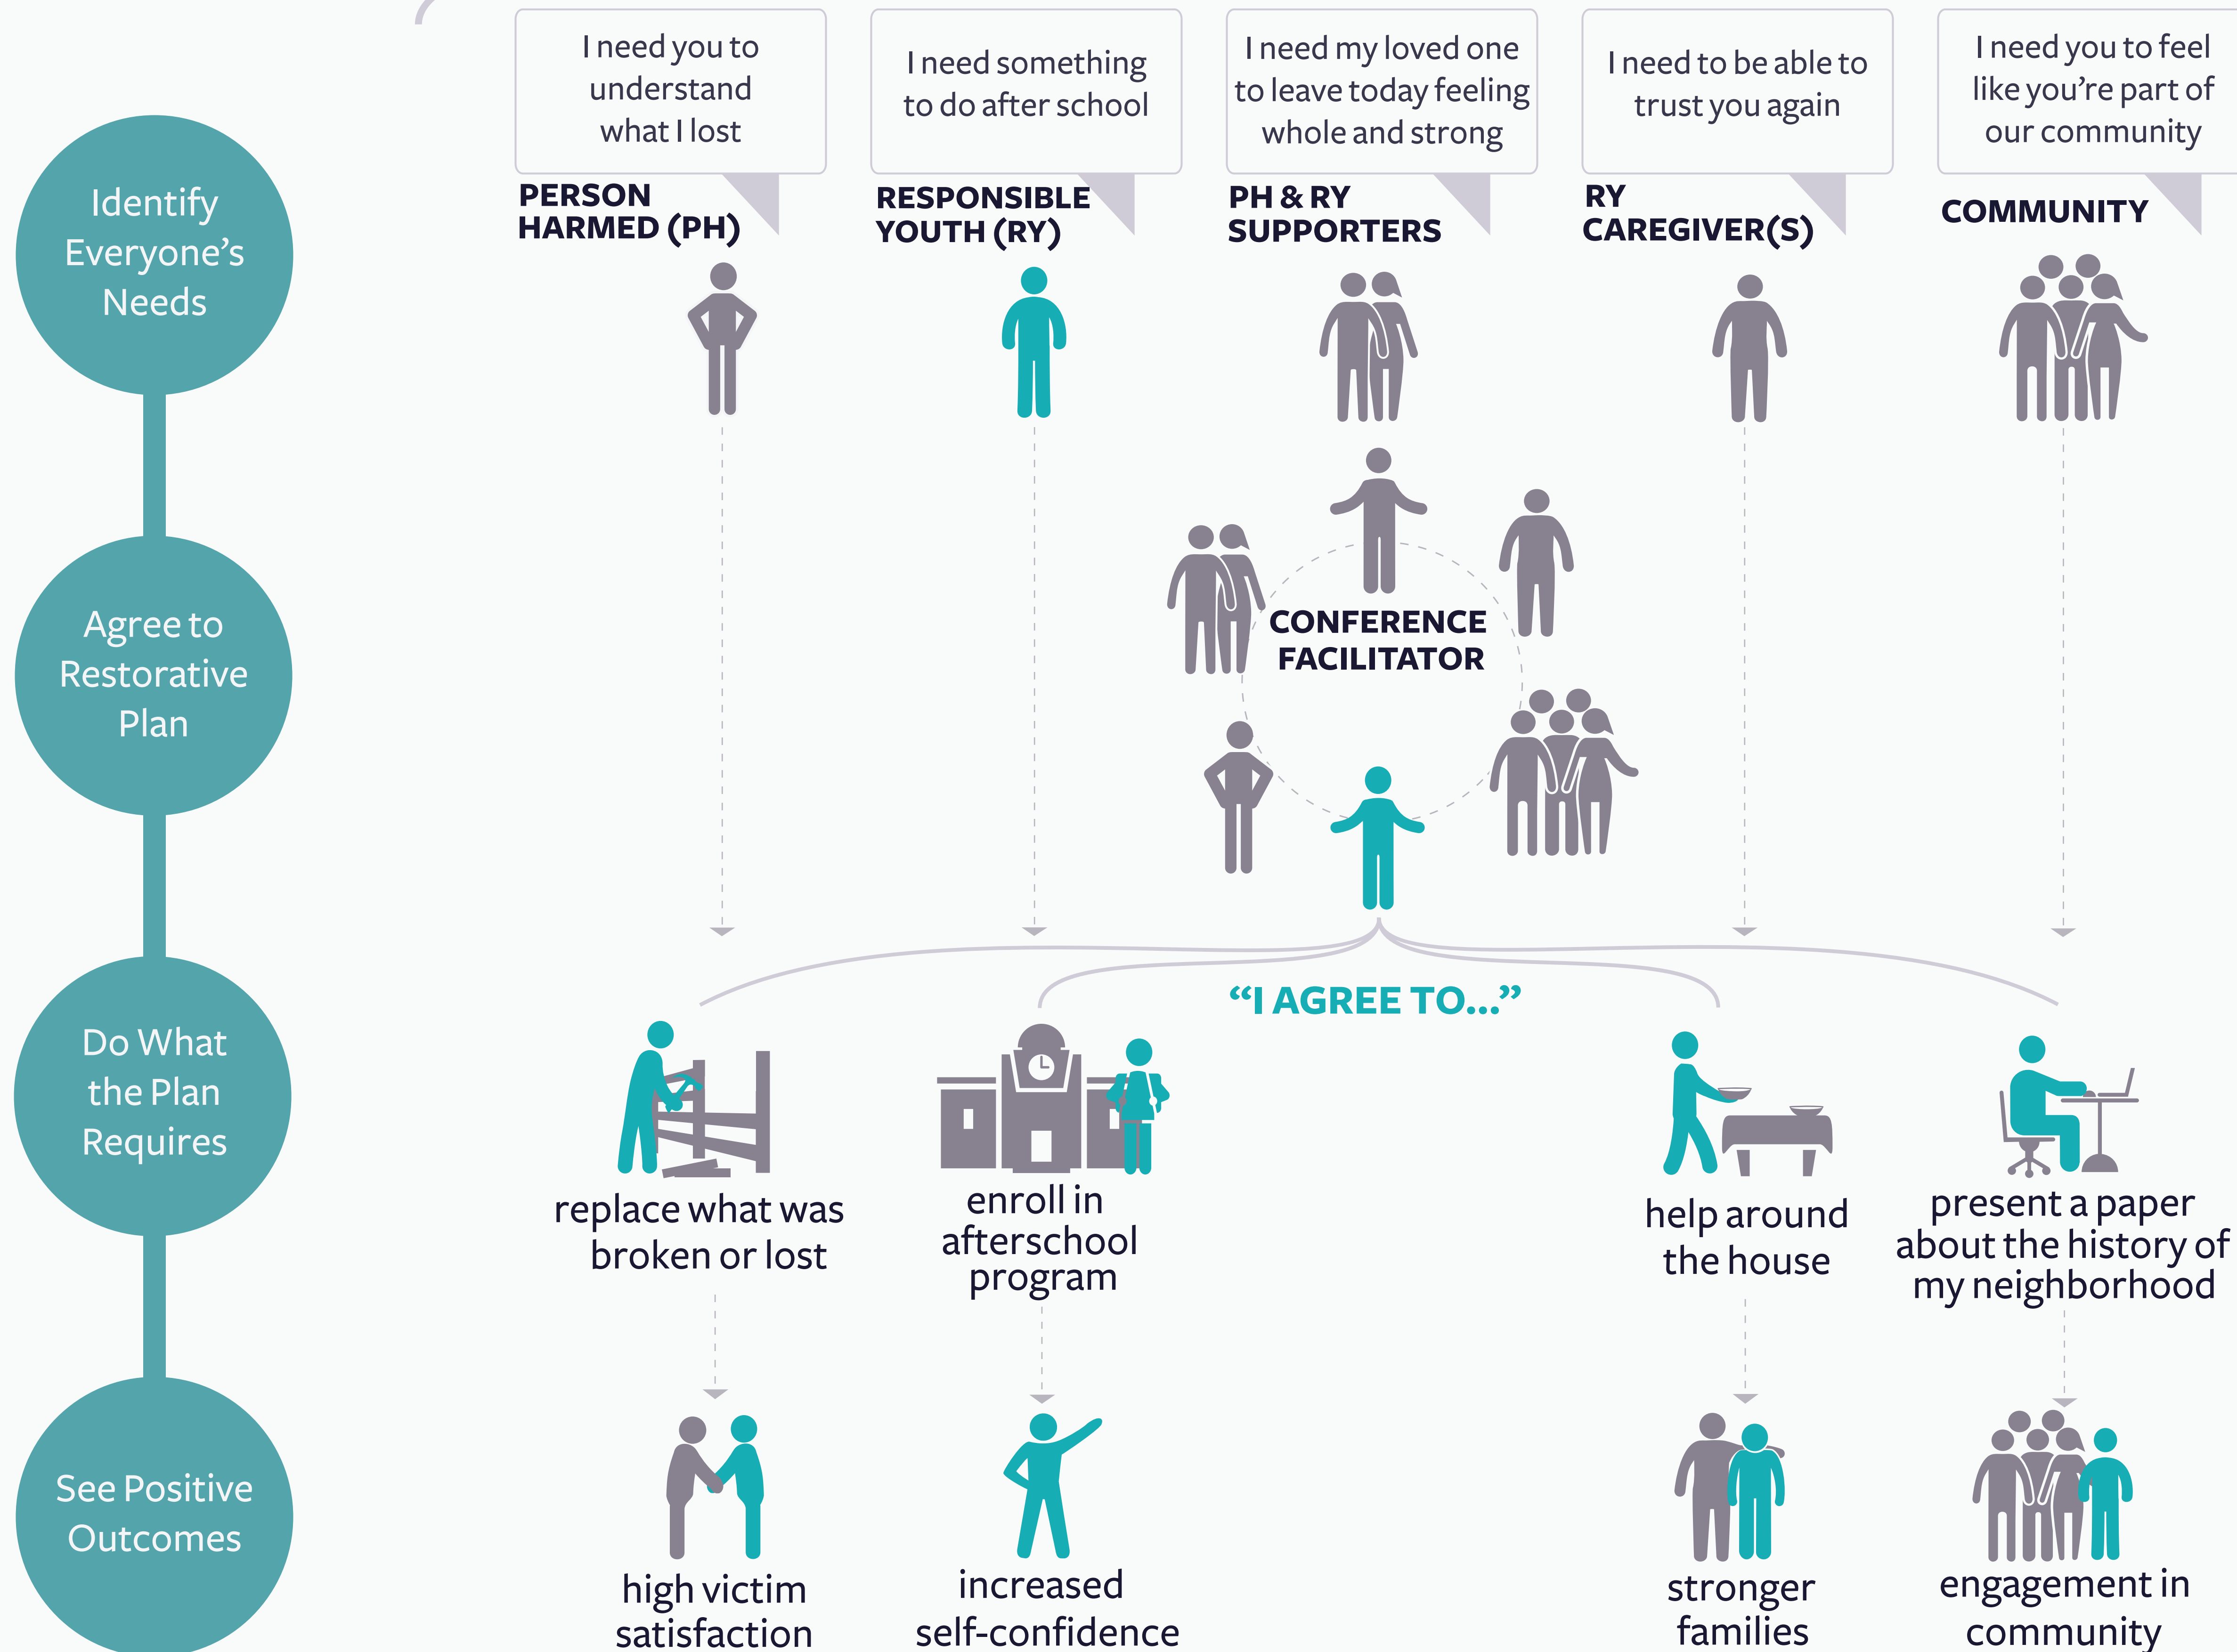 I need you to
understand
what I lost
I need something
to do after school
I need my loved one
to leave today feeling
whole and strong
I need to be able to
trust you again
I need you to feel
like you’re part of
our community
Identify
Everyone’s
Needs
PERSON
HARMED (PH)
RESPONSIBLE
YOUTH (RY)
PH & RY
SUPPORTERS
RY
CAREGIVER(S)
COMMUNITY
Agree to
Restorative
Plan
CONFERENCE
FACILITATOR
“I AGREE TO...”
Do What
the Plan
Requires
replace what was
broken or lost
enroll in
afterschool
program
help around
the house
present a paper
about the history of
my neighborhood
See Positive
Outcomes
high victim
satisfaction
increased
self-confidence
stronger
families
engagement in
community